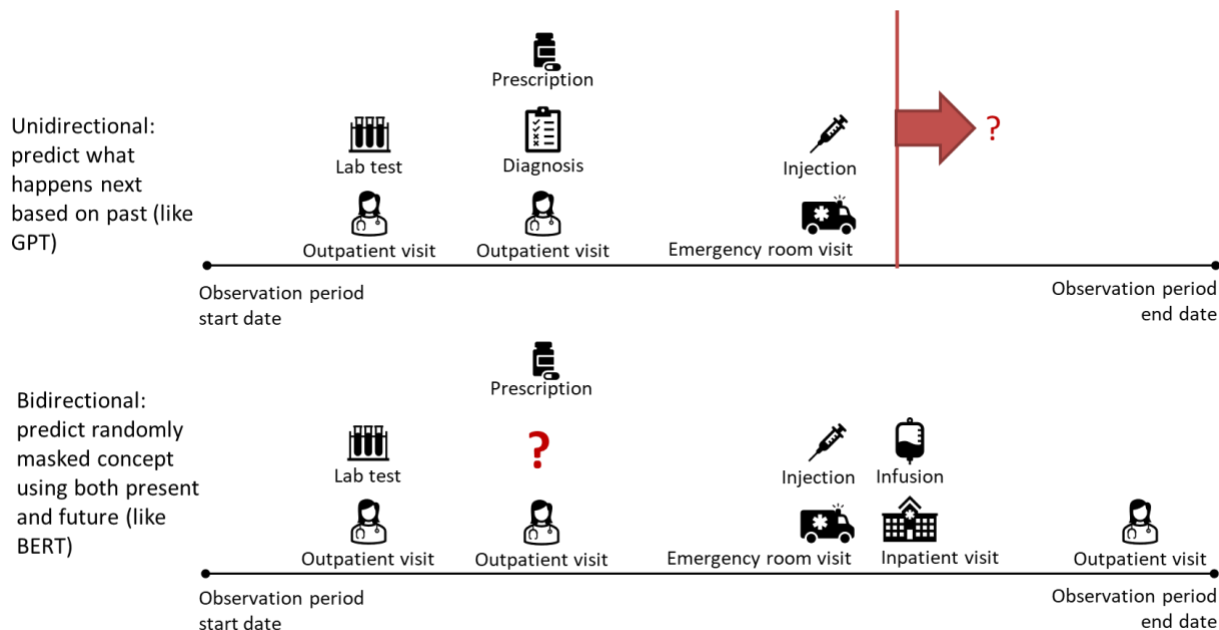 Prescription
Unidirectional:
predict what
happens next
based on past (like
GPT)
Lab test
Diagnosis
Injection
?
Outpatient visit
Outpatient visit
Emergency room visit
Observation period
start date
Observation period
end date
Prescription
Bidirectional:
predict randomly
masked concept
using both present
and future (like
BERT)
?
Lab test
Injection
Infusion
Outpatient visit
Outpatient visit
Emergency room visit
Inpatient visit
Outpatient visit
Observation period
start date
Observation period
end date